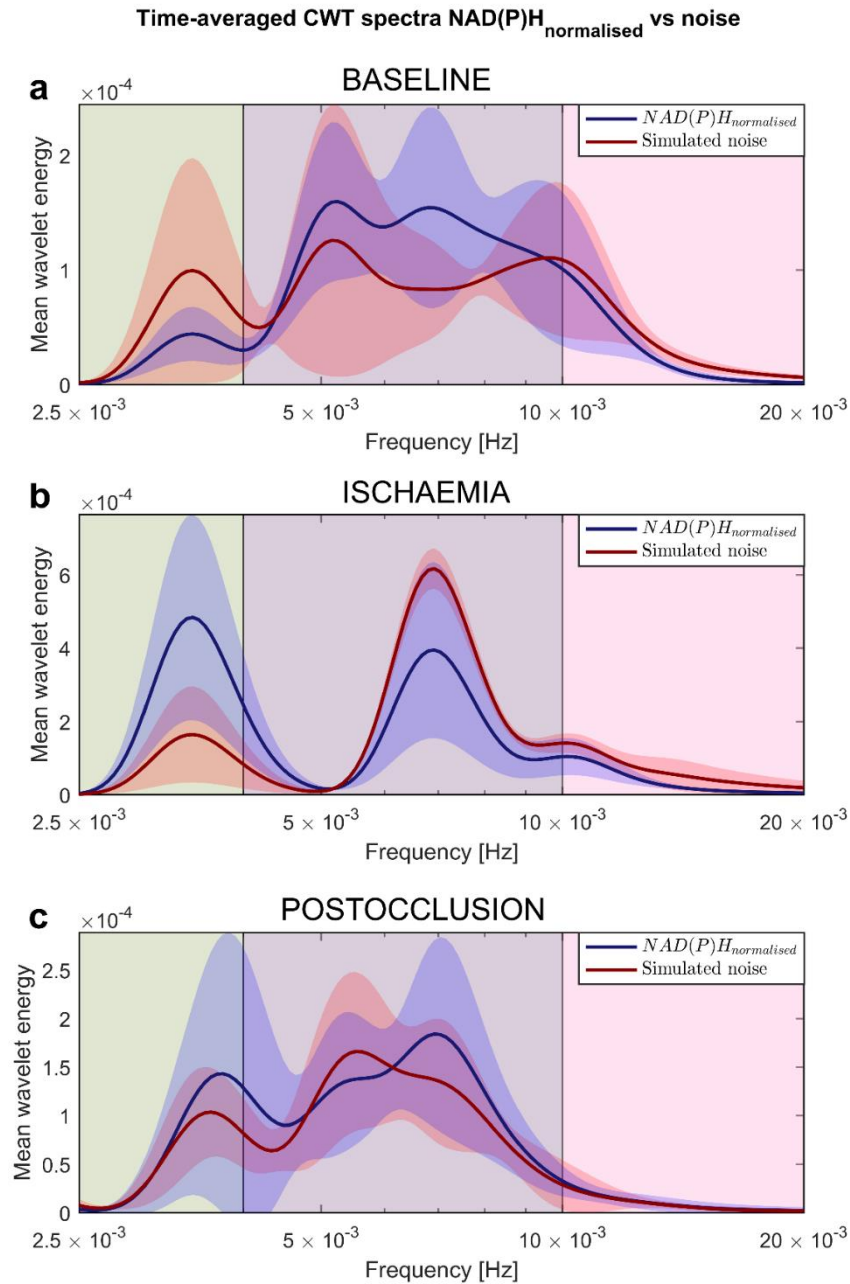 Time-averaged CWT spectra NAD(P)H_normalised vs noise
a
BASELINE
×10⁻⁴
NAD(P)H_normalised
Simulated noise
2
1
0
Mean wavelet energy
2.5 × 10⁻³ 5 × 10⁻³ 10 × 10⁻³ 20 × 10⁻³
Frequency [Hz]
b
ISCHAEMIA
×10⁻⁴
NAD(P)H_normalised
Simulated noise
6
4
2
0
Mean wavelet energy
2.5 × 10⁻³ 5 × 10⁻³ 10 × 10⁻³ 20 × 10⁻³
Frequency [Hz]
c
POSTOCCLUSION
×10⁻⁴
NAD(P)H_normalised
Simulated noise
2.5
2
1.5
1
0.5
0
Mean wavelet energy
2.5 × 10⁻³ 5 × 10⁻³ 10 × 10⁻³ 20 × 10⁻³
Frequency [Hz]